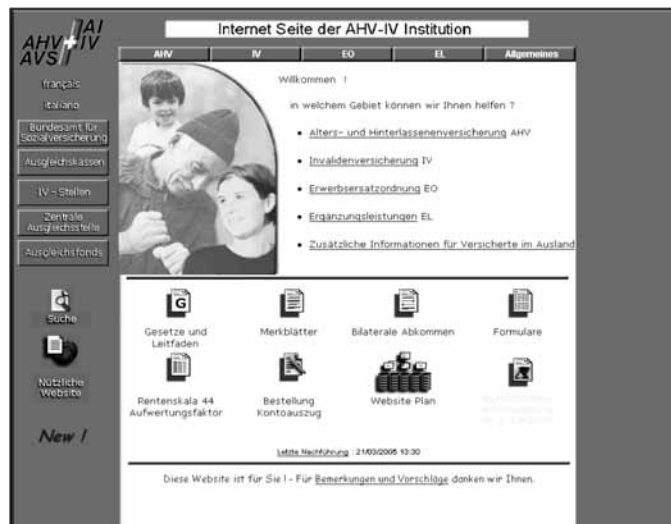 AI
AHV IV
AVS
Internet Seite der AHV-IV Institution
AHV IV EO EL Allgemeines
français
italiano
Bundesamt für
Sozialversicherung
Ausgleichskassen
IV - Stellen
Zentrale
Ausgleichsstelle
Ausgleichsfonds
Suche
Nützliche
Website
New !
Willkommen !
in welchem Gebiet können wir Ihnen helfen ?
• Alters- und Hinterlassenenversicherung AHV
• Invalidenversicherung IV
• Erwerbsersatzordnung EO
• Ergänzungsleistungen EL
• Zusätzliche Informationen für Versicherte im Ausland
G
Gesetze und
Leitfaden
Merkblätter
Bilaterale Abkommen
Formulare
Rentenskala 44
Aufwertungsfaktor
Bestellung
Kontoauszug
Website Plan
Letzte Nachführung : 21/03/2005 13:30
Diese Website ist für Sie ! - Für Bemerkungen und Vorschläge danken wir Ihnen.